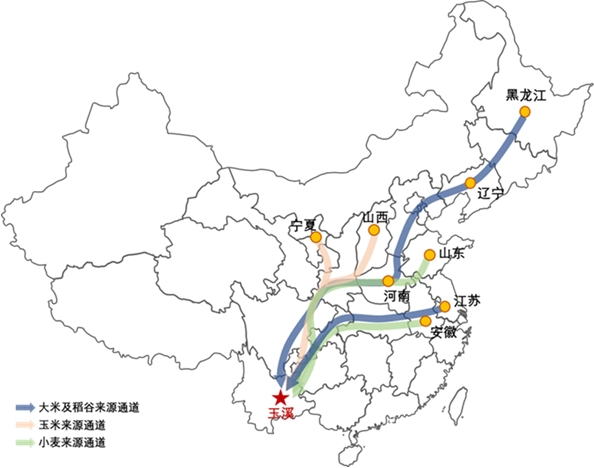 黑龙江
辽宁
宁夏
山西
山东
河南
江苏
安徽
玉溪
大米及稻谷来源通道
玉米来源通道
小麦来源通道